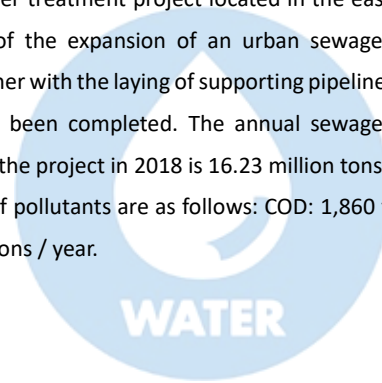 er treatment project located in the eas
of the expansion of an urban sewage
ner with the laying of supporting pipeline
been completed. The annual sewage
the project in 2018 is 16.23 million tons
f pollutants are as follows: COD: 1,860
ons / year.
WATER